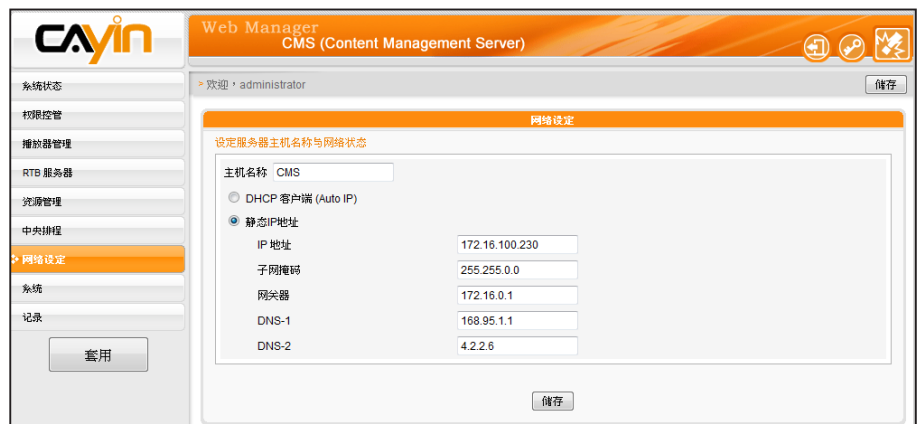 CAYIN
Web Manager
CMS (Content Management Server)
系统状态
权限控管
播放器管理
RTB 服务器
资源管理
中央排程
网络设定
系统
记录
套用
欢迎，administrator
储存
网络设定
设定服务器主机名称与网络状态
主机名称 CMS
DHCP 客户端 (Auto IP)
静态IP地址
IP 地址 172.16.100.230
子网掩码 255.255.0.0
网关器 172.16.0.1
DNS-1 168.95.1.1
DNS-2 4.2.2.6
储存